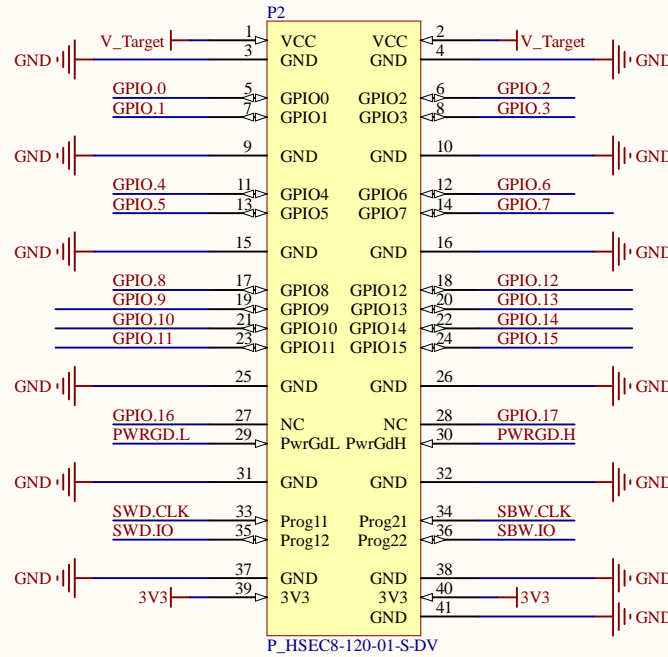 P2
V_Target 1 VCC VCC 2 V_Target
GND 3 GND GND 4 GND
GPIO.0 5 GPIO0 GPIO2 6 GPIO.2
GPIO.1 7 GPIO1 GPIO3 8 GPIO.3
GND 9 GND GND 10 GND
GPIO.4 11 GPIO4 GPIO6 12 GPIO.6
GPIO.5 13 GPIO5 GPIO7 14 GPIO.7
GND 15 GND GND 16 GND
GPIO.8 17 GPIO8 GPIO12 18 GPIO.12
GPIO.9 19 GPIO9 GPIO13 20 GPIO.13
GPIO.10 21 GPIO10 GPIO14 22 GPIO.14
GPIO.11 23 GPIO11 GPIO15 24 GPIO.15
GND 25 GND GND 26 GND
GPIO.16 27 NC NC 28 GPIO.17
PWRGD.L 29 PwrGdL PwrGdH 30 PWRGD.H
GND 31 GND GND 32 GND
SWD.CLK 33 Prog11 Prog21 34 SBW.CLK
SWD.IO 35 Prog12 Prog22 36 SBW.IO
GND 37 GND GND 38 GND
3V3 39 3V3 3V3 40 3V3
GND 41 GND
P_HSEC8-120-01-S-DV